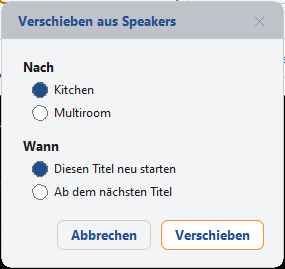 Verschieben aus Speakers
Nach
Kitchen
Multiroom
Wann
Diesen Titel neu starten
Ab dem nächsten Titel
Abbrechen Verschieben